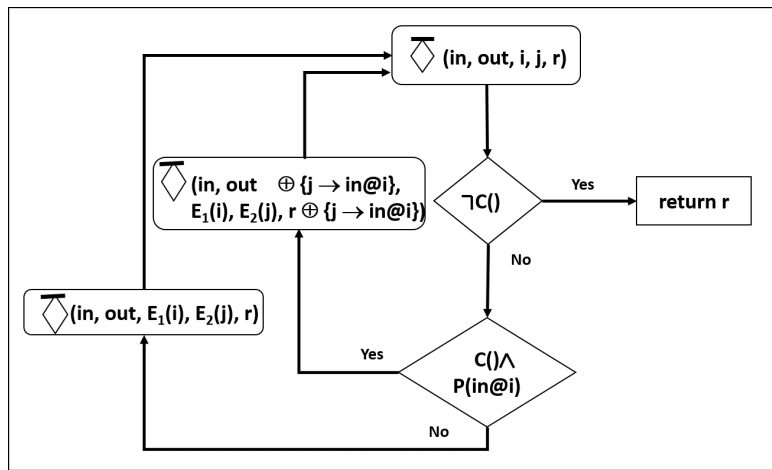 (in, out, i, j, r)
(in, out ⊕ {j → in@i},
E₁(i), E₂(j), r ⊕ {j → in@i})
¬C()
Yes
return r
No
(in, out, E₁(i), E₂(j), r)
Yes
C()∧
P(in@i)
No